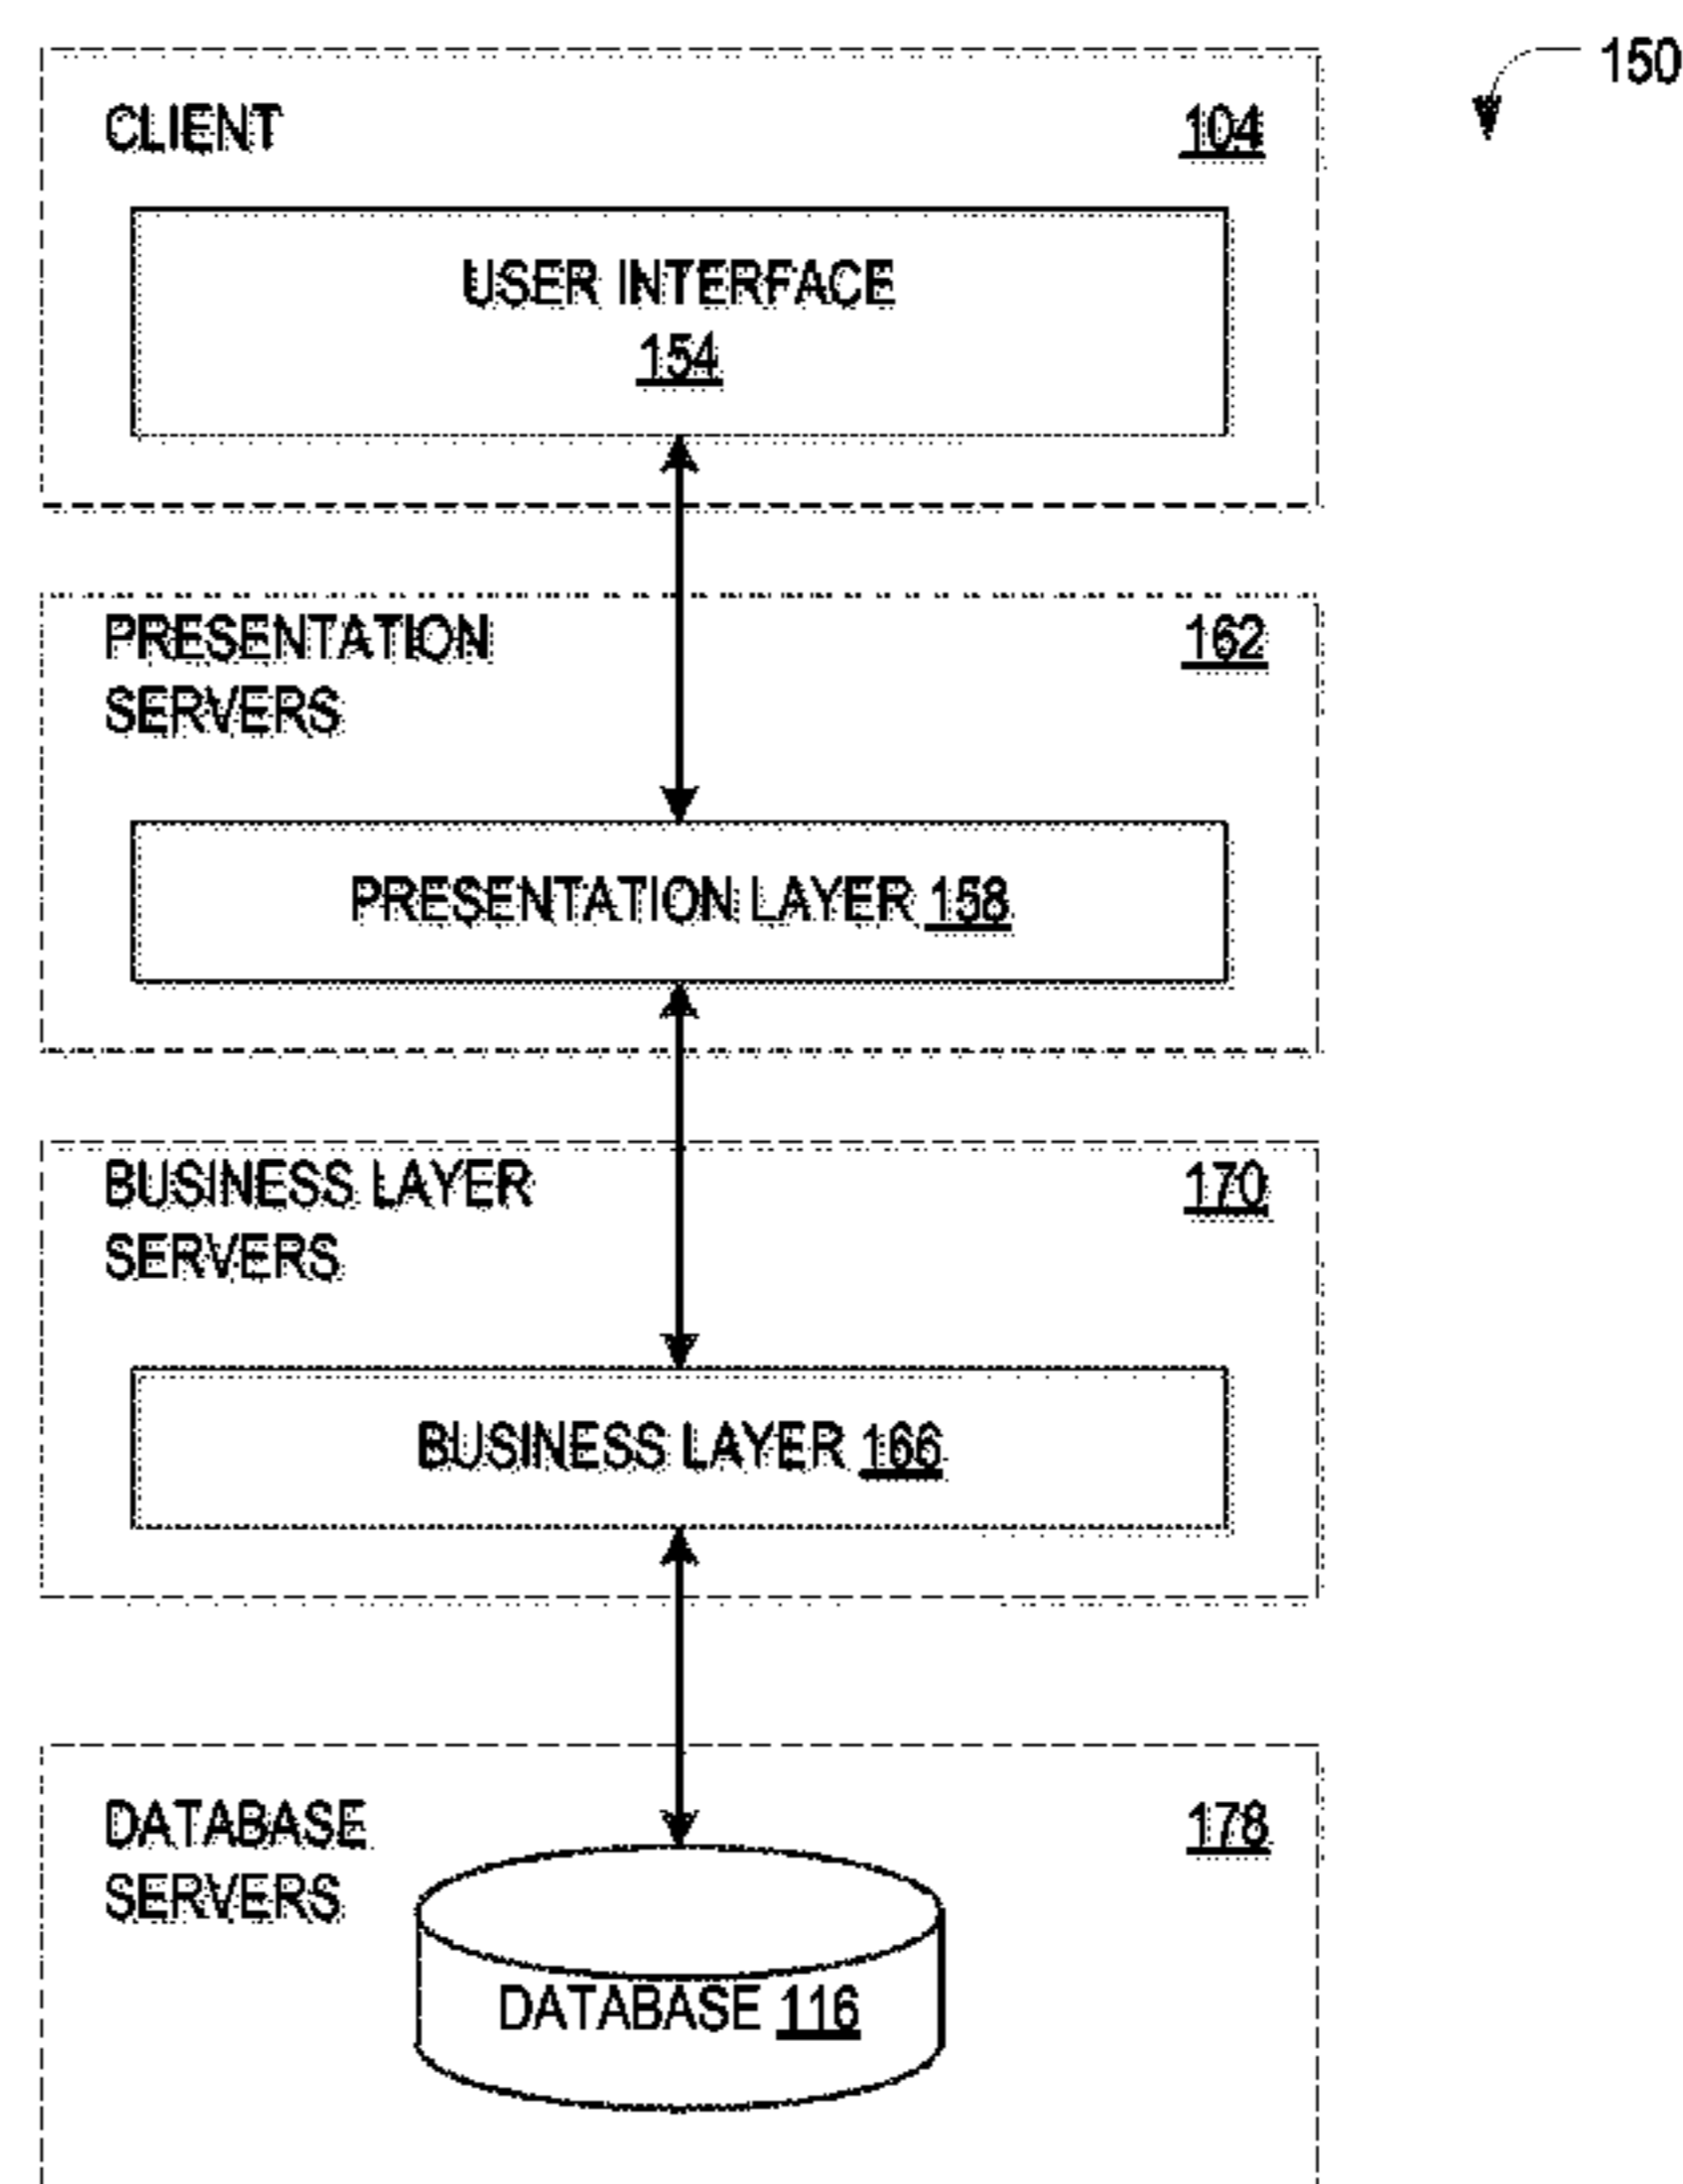 150
CLIENT 104
USER INTERFACE
154
PRESENTATION 162
SERVERS
PRESENTATION LAYER 158
BUSINESS LAYER 170
SERVERS
BUSINESS LAYER 166
DATABASE 178
SERVERS
DATABASE 116